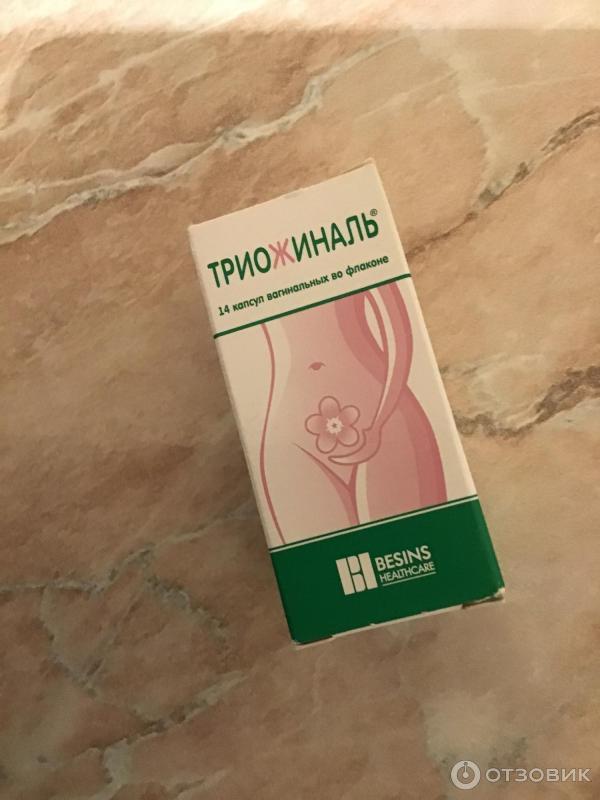 ТРИОЖИНАЛЬ®
14 капсул вагинальных во флаконе
BESINS
HEALTHCARE
ОТЗОВИК